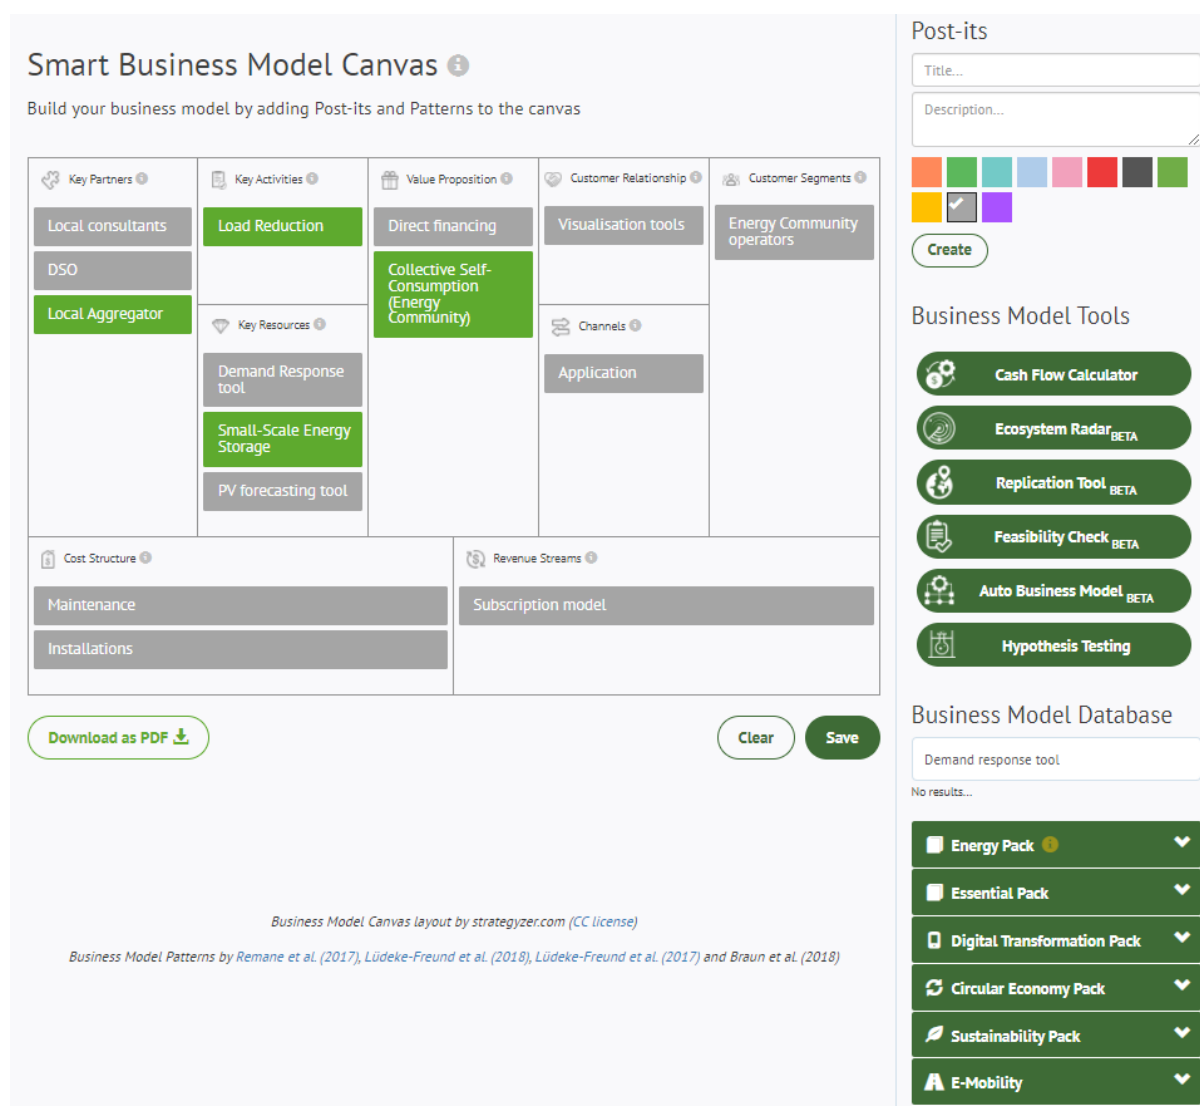 Smart Business Model Canvas
Build your business model by adding Post-its and Patterns to the canvas
Key Partners
Local consultants
DSO
Local Aggregator
Key Activities
Load Reduction
Key Resources
Demand Response
tool
Small-Scale Energy
Storage
PV forecasting tool
Value Proposition
Direct financing
Collective Self-
Consumption
(Energy
Community)
Customer Relationship
Visualisation tools
Channels
Application
Customer Segments
Energy Community
operators
Cost Structure
Maintenance
Installations
Revenue Streams
Subscription model
Download as PDF
Clear
Save
Business Model Canvas layout by strategyzer.com (CC license)
Business Model Patterns by Remane et al. (2017), Lüdeke-Freund et al. (2018), Lüdeke-Freund et al. (2017) and Braun et al. (2018)
Post-its
Title...
Description...
Create
Business Model Tools
Cash Flow Calculator
Ecosystem Radar BETA
Replication Tool BETA
Feasibility Check BETA
Auto Business Model BETA
Hypothesis Testing
Business Model Database
Demand response tool
No results...
Energy Pack
Essential Pack
Digital Transformation Pack
Circular Economy Pack
Sustainability Pack
E-Mobility